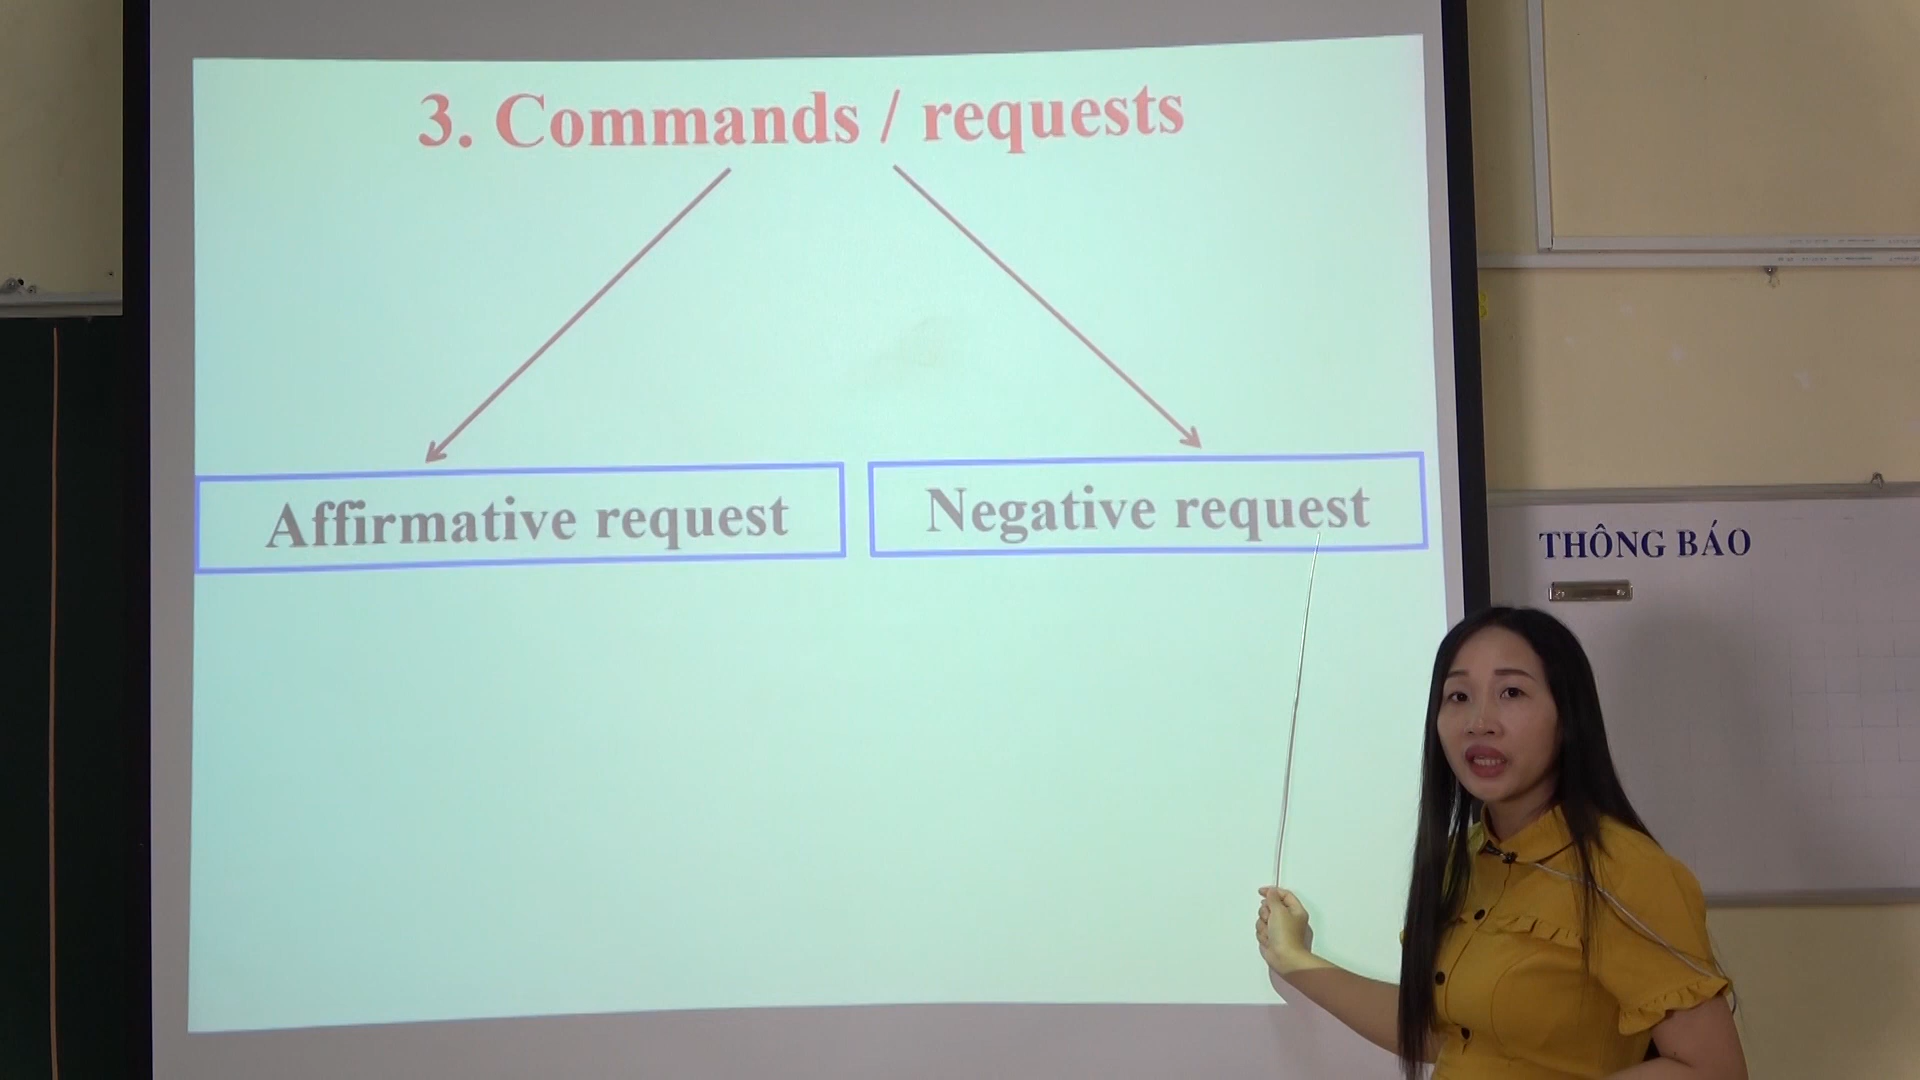 3. Commands / requests
Affirmative request
Negative request
THÔNG BÁO